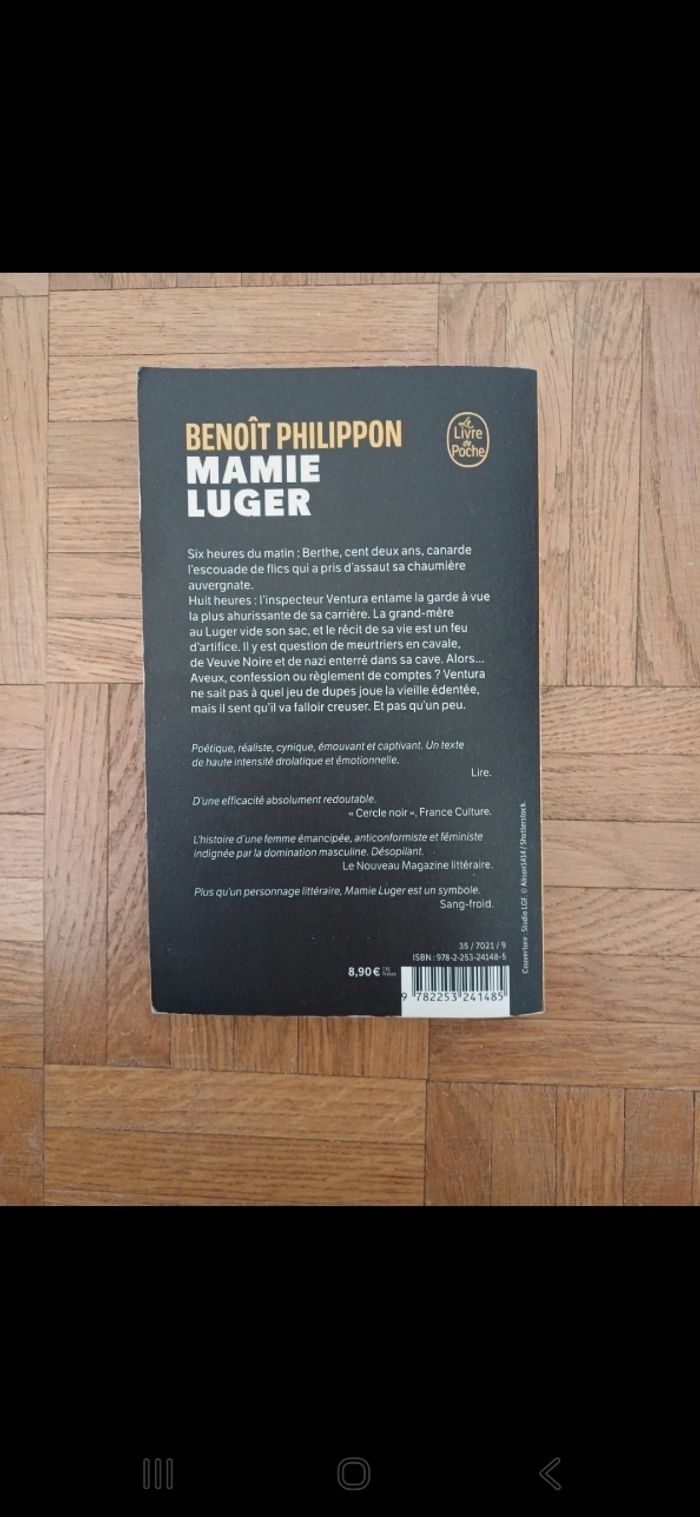 BENOÎT PHILIPPON
MAMIE
LUGER
Le
Livre
de
Poche
Six heures du matin : Berthe, cent deux ans, canarde
l'escouade de flics qui a pris d'assaut sa chaumière
auvergnate.
Huit heures : l'inspecteur Ventura entame la garde à vue
la plus ahurissante de sa carrière. La grand-mère
au Luger vide son sac, et le récit de sa vie est un feu
d'artifice. Il y est question de meurtriers en cavale,
de Veuve Noire et de nazi enterré dans sa cave. Alors...
Aveux, confession ou règlement de comptes ? Ventura
ne sait pas à quel jeu de dupes joue la vieille édentée,
mais il sent qu'il va falloir creuser. Et pas qu'un peu.
Poétique, réaliste, cynique, émouvant et captivant. Un texte
de haute intensité drolatique et émotionnelle.
Lire.
D'une efficacité absolument redoutable.
« Cercle noir », France Culture.
L'histoire d'une femme émancipée, anticonformiste et féministe
indignée par la domination masculine. Désopilant.
Le Nouveau Magazine littéraire.
Plus qu'un personnage littéraire, Mamie Luger est un symbole.
Sang-froid.
Couverture : Studio LGF. © Alison1414 / Shutterstock.
35 / 7021 / 9
ISBN : 978-2-253-24148-5
8,90 €
9 782253 241485